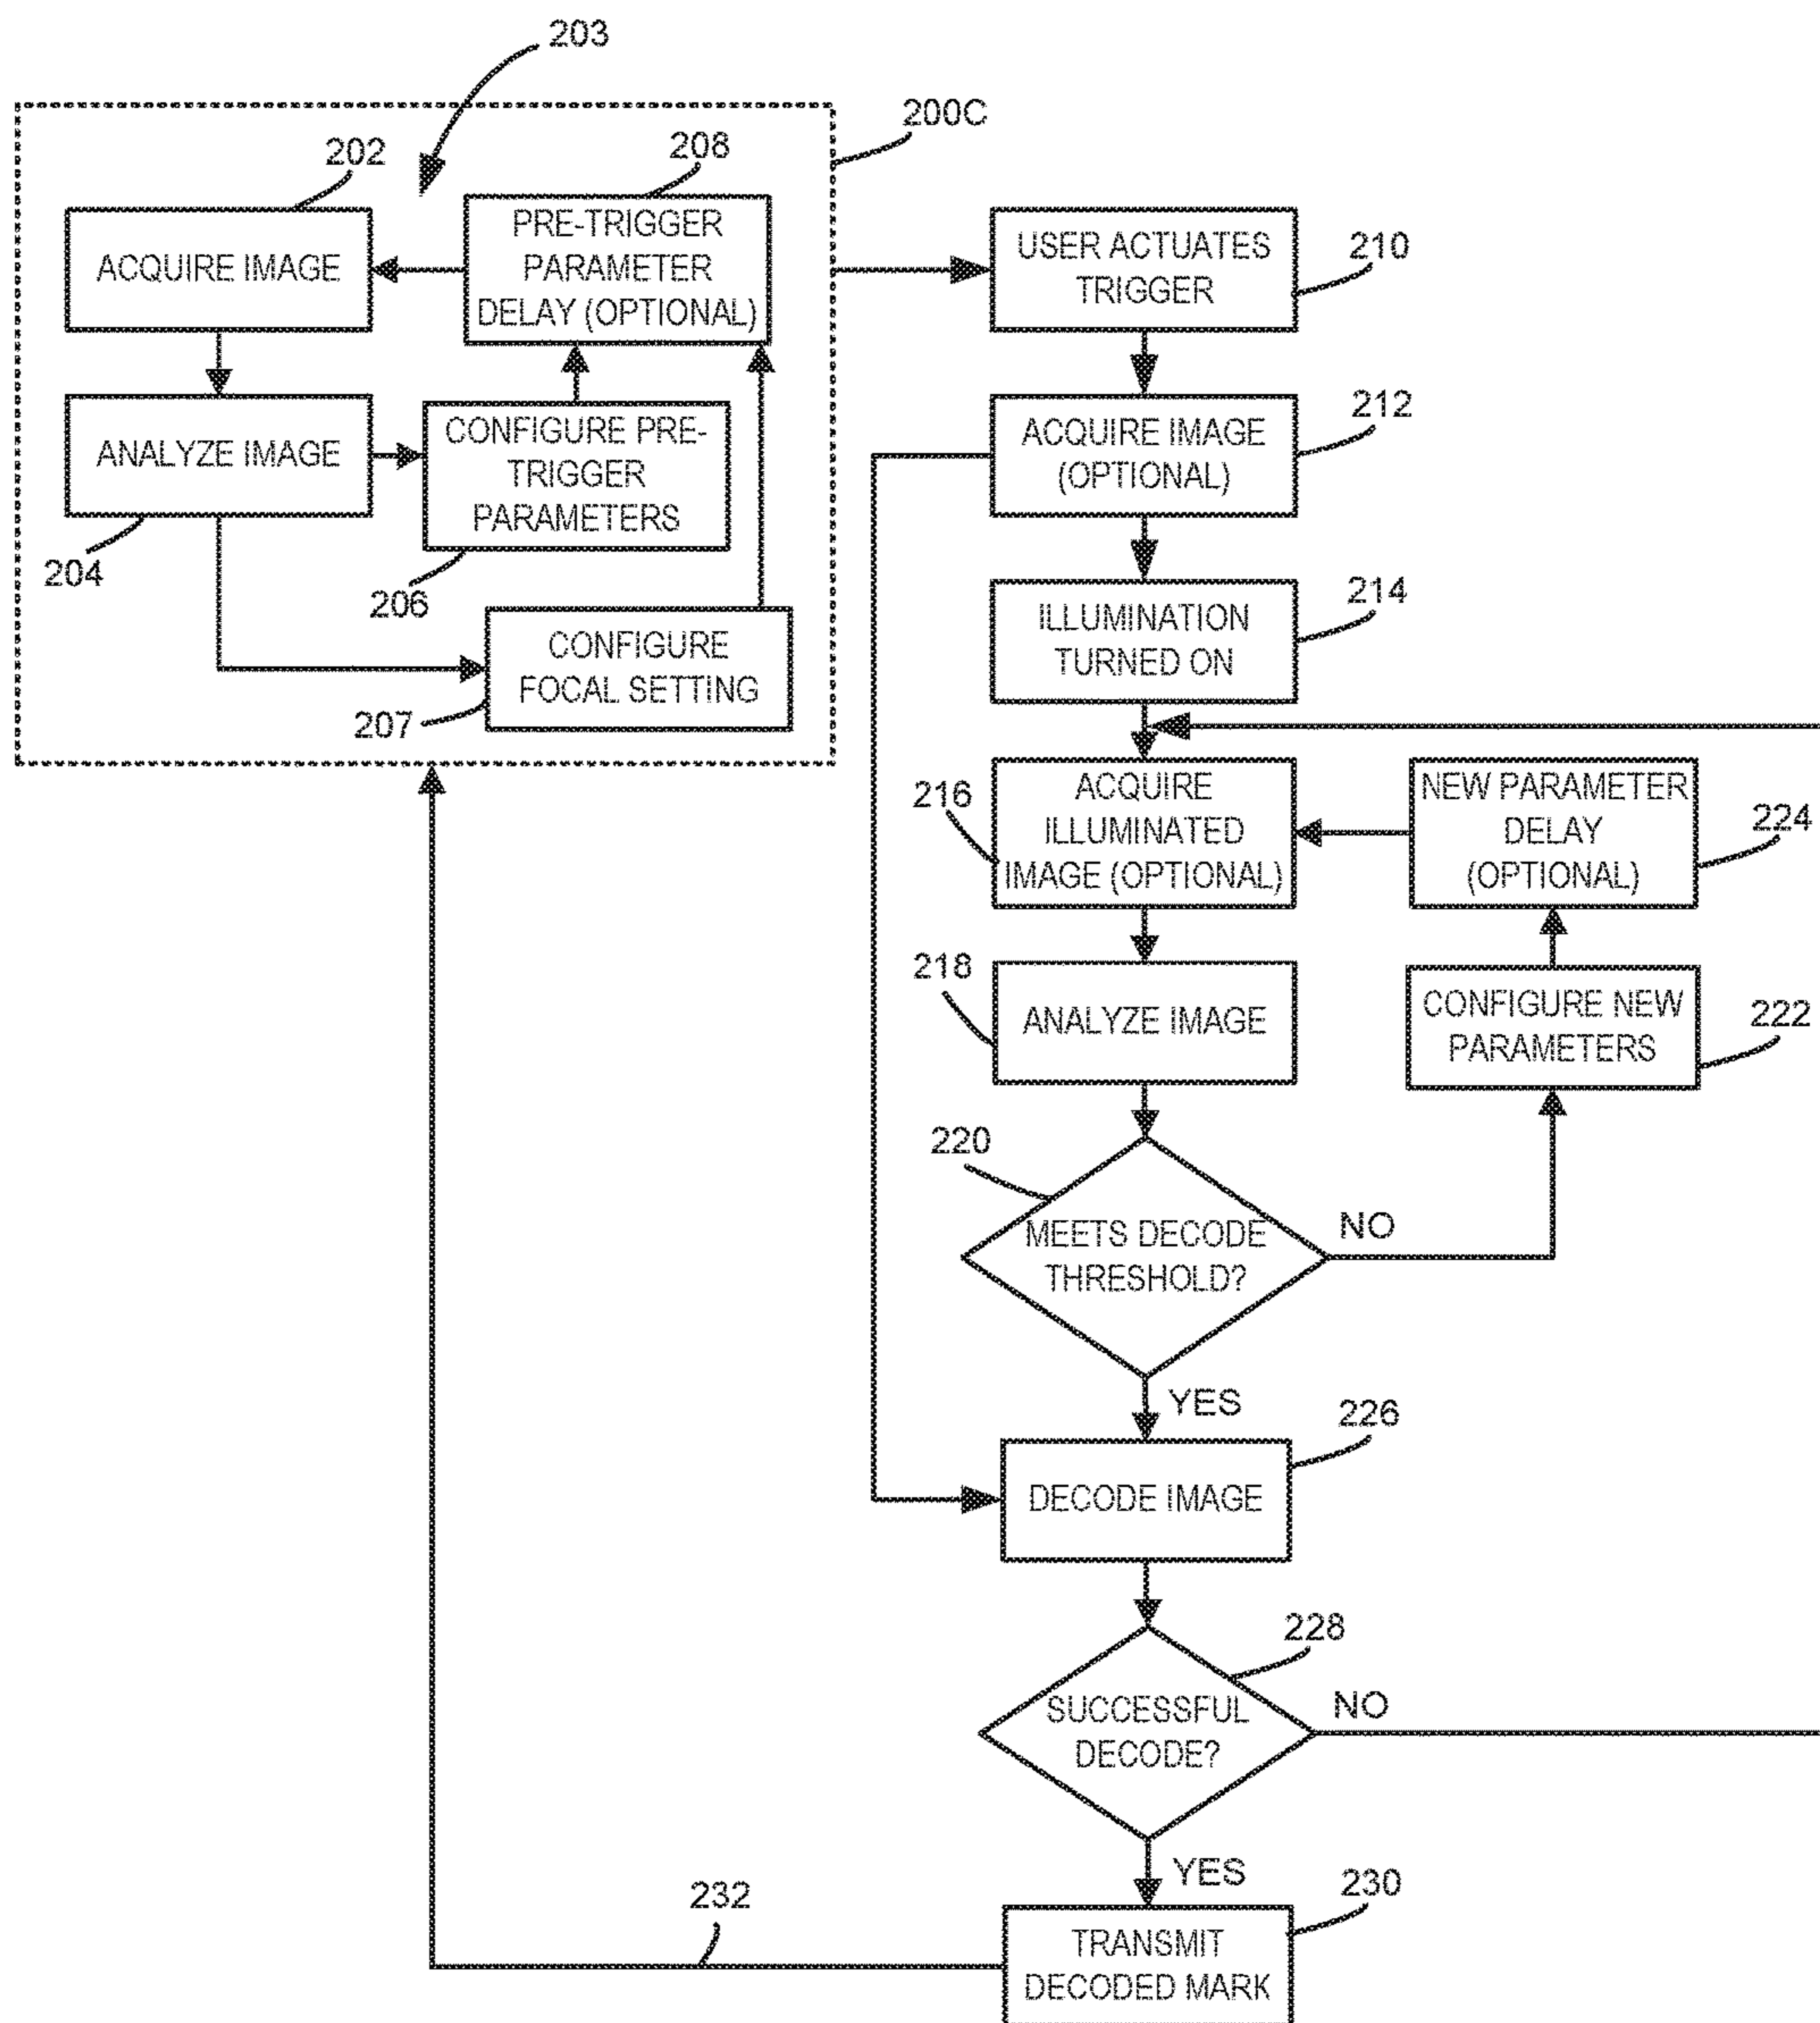 203
200C
202
208
ACQUIRE IMAGE
PRE-TRIGGER
PARAMETER
DELAY (OPTIONAL)
ANALYZE IMAGE
204
CONFIGURE PRE-
TRIGGER
PARAMETERS
206
CONFIGURE
FOCAL SETTING
207
USER ACTUATES
TRIGGER
210
ACQUIRE IMAGE
(OPTIONAL)
212
ILLUMINATION
TURNED ON
214
216
ACQUIRE
ILLUMINATED
IMAGE (OPTIONAL)
NEW PARAMETER
DELAY
(OPTIONAL)
224
218
ANALYZE IMAGE
CONFIGURE NEW
PARAMETERS
222
220
MEETS DECODE
THRESHOLD?
NO
YES
226
DECODE IMAGE
228
SUCCESSFUL
DECODE?
NO
YES
230
TRANSMIT
DECODED MARK
232